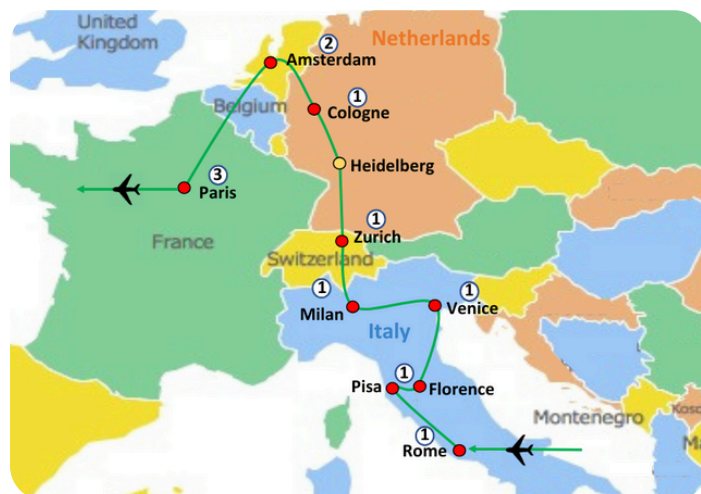 United
Kingdom
Netherlands
2
Amsterdam
Belgium
1
Cologne
Heidelberg
3
Paris
France
1
Zurich
Switzerland
1
Milan
1
Venice
Italy
Pisa
1
Florence
Montenegro
1
Rome